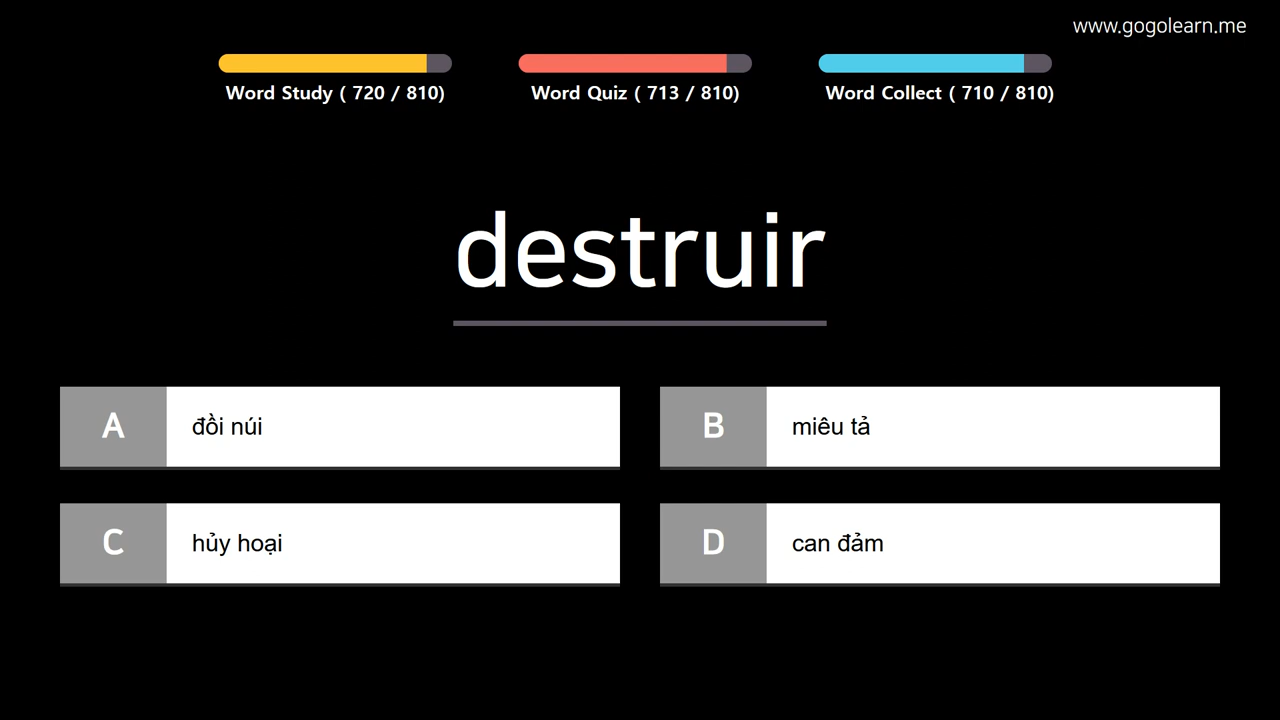 www.gogolearn.me
Word Study ( 720 / 810)
Word Quiz ( 713 / 810)
Word Collect ( 710 / 810)
destruir
A đồi núi
B miêu tả
C hủy hoại
D can đảm